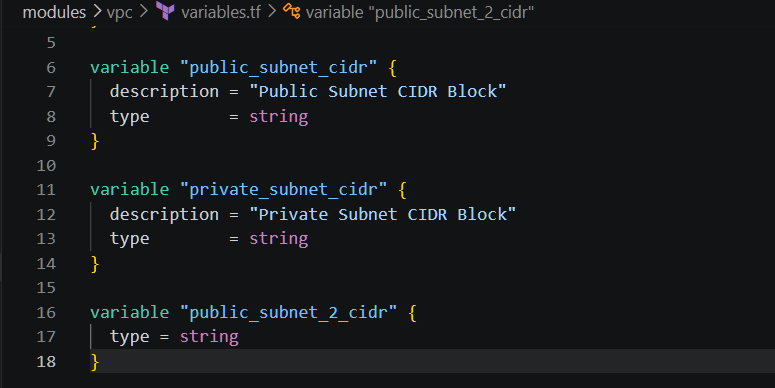 modules > vpc > variables.tf > variable "public_subnet_2_cidr"
5
6 variable "public_subnet_cidr" {
7   description = "Public Subnet CIDR Block"
8   type        = string
9 }
10
11 variable "private_subnet_cidr" {
12   description = "Private Subnet CIDR Block"
13   type        = string
14 }
15
16 variable "public_subnet_2_cidr" {
17   type = string
18 }